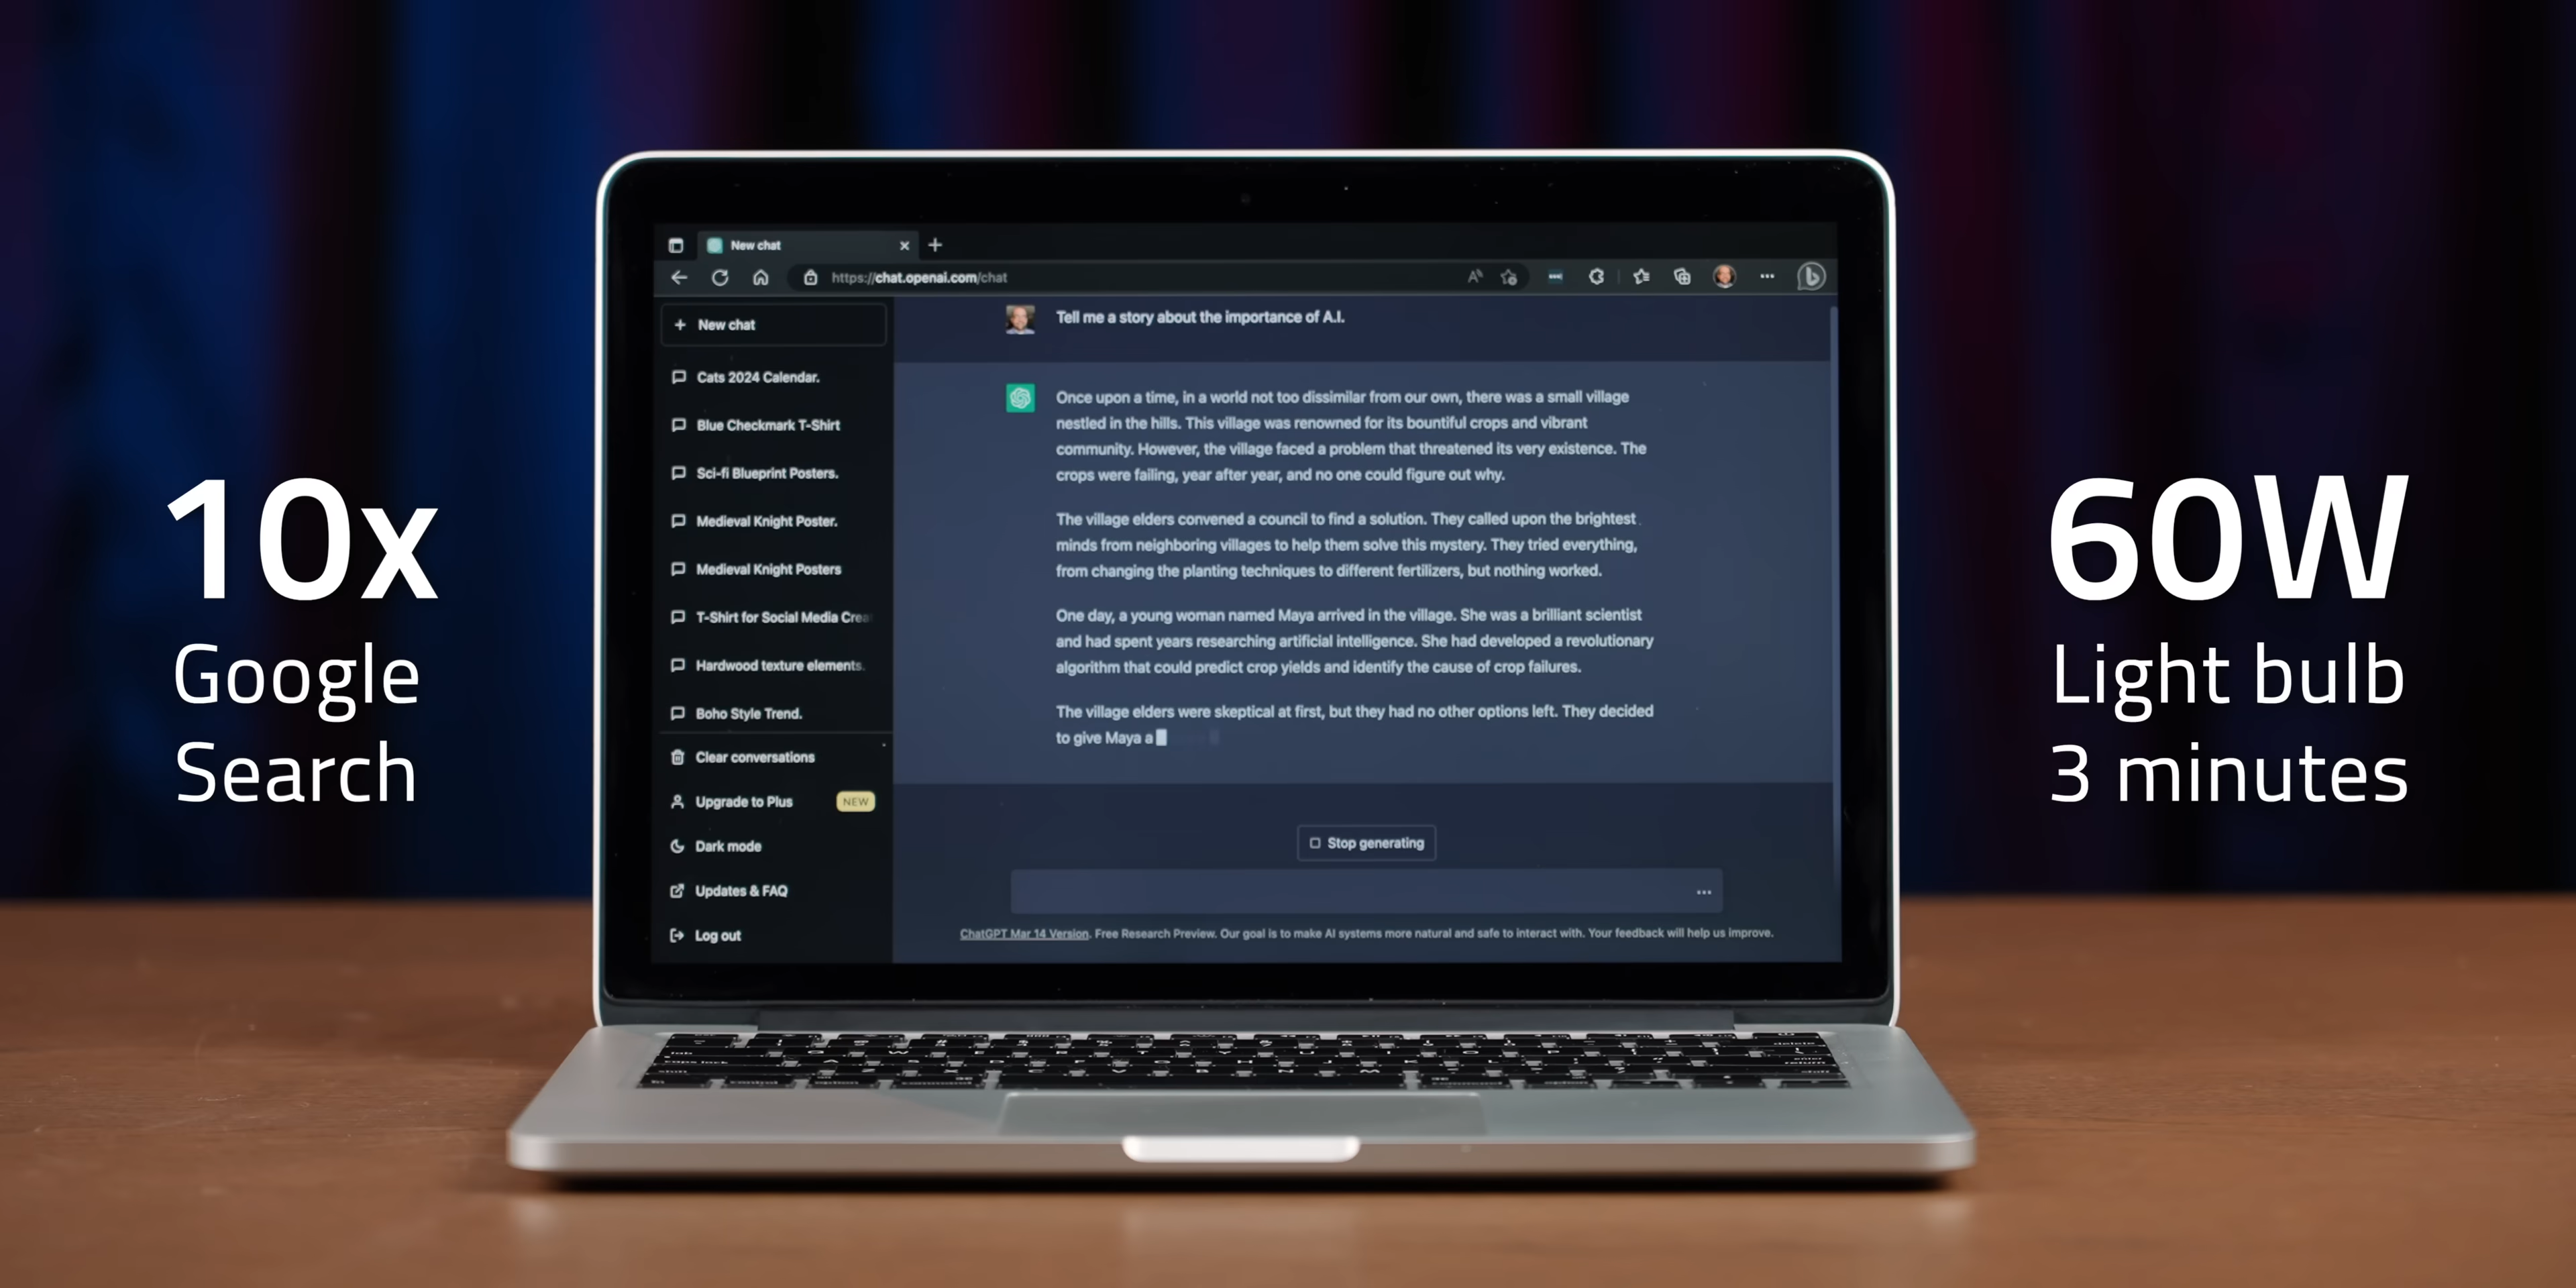 10x
Google
Search
60W
Light bulb
3 minutes
New chat
https://chat.openai.com/chat
New chat
Cats 2024 Calendar.
Blue Checkmark T-Shirt
Sci-fi Blueprint Posters.
Medieval Knight Poster.
Medieval Knight Posters
T-Shirt for Social Media Crea
Hardwood texture elements.
Boho Style Trend.
Clear conversations
Upgrade to Plus NEW
Dark mode
Updates & FAQ
Log out
Tell me a story about the importance of A.I.
Once upon a time, in a world not too dissimilar from our own, there was a small village
nestled in the hills. This village was renowned for its bountiful crops and vibrant
community. However, the village faced a problem that threatened its very existence. The
crops were failing, year after year, and no one could figure out why.
The village elders convened a council to find a solution. They called upon the brightest
minds from neighboring villages to help them solve this mystery. They tried everything,
from changing the planting techniques to different fertilizers, but nothing worked.
One day, a young woman named Maya arrived in the village. She was a brilliant scientist
and had spent years researching artificial intelligence. She had developed a revolutionary
algorithm that could predict crop yields and identify the cause of crop failures.
The village elders were skeptical at first, but they had no other options left. They decided
to give Maya a
Stop generating
ChatGPT Mar 14 Version. Free Research Preview. Our goal is to make AI systems more natural and safe to interact with. Your feedback will help us improve.